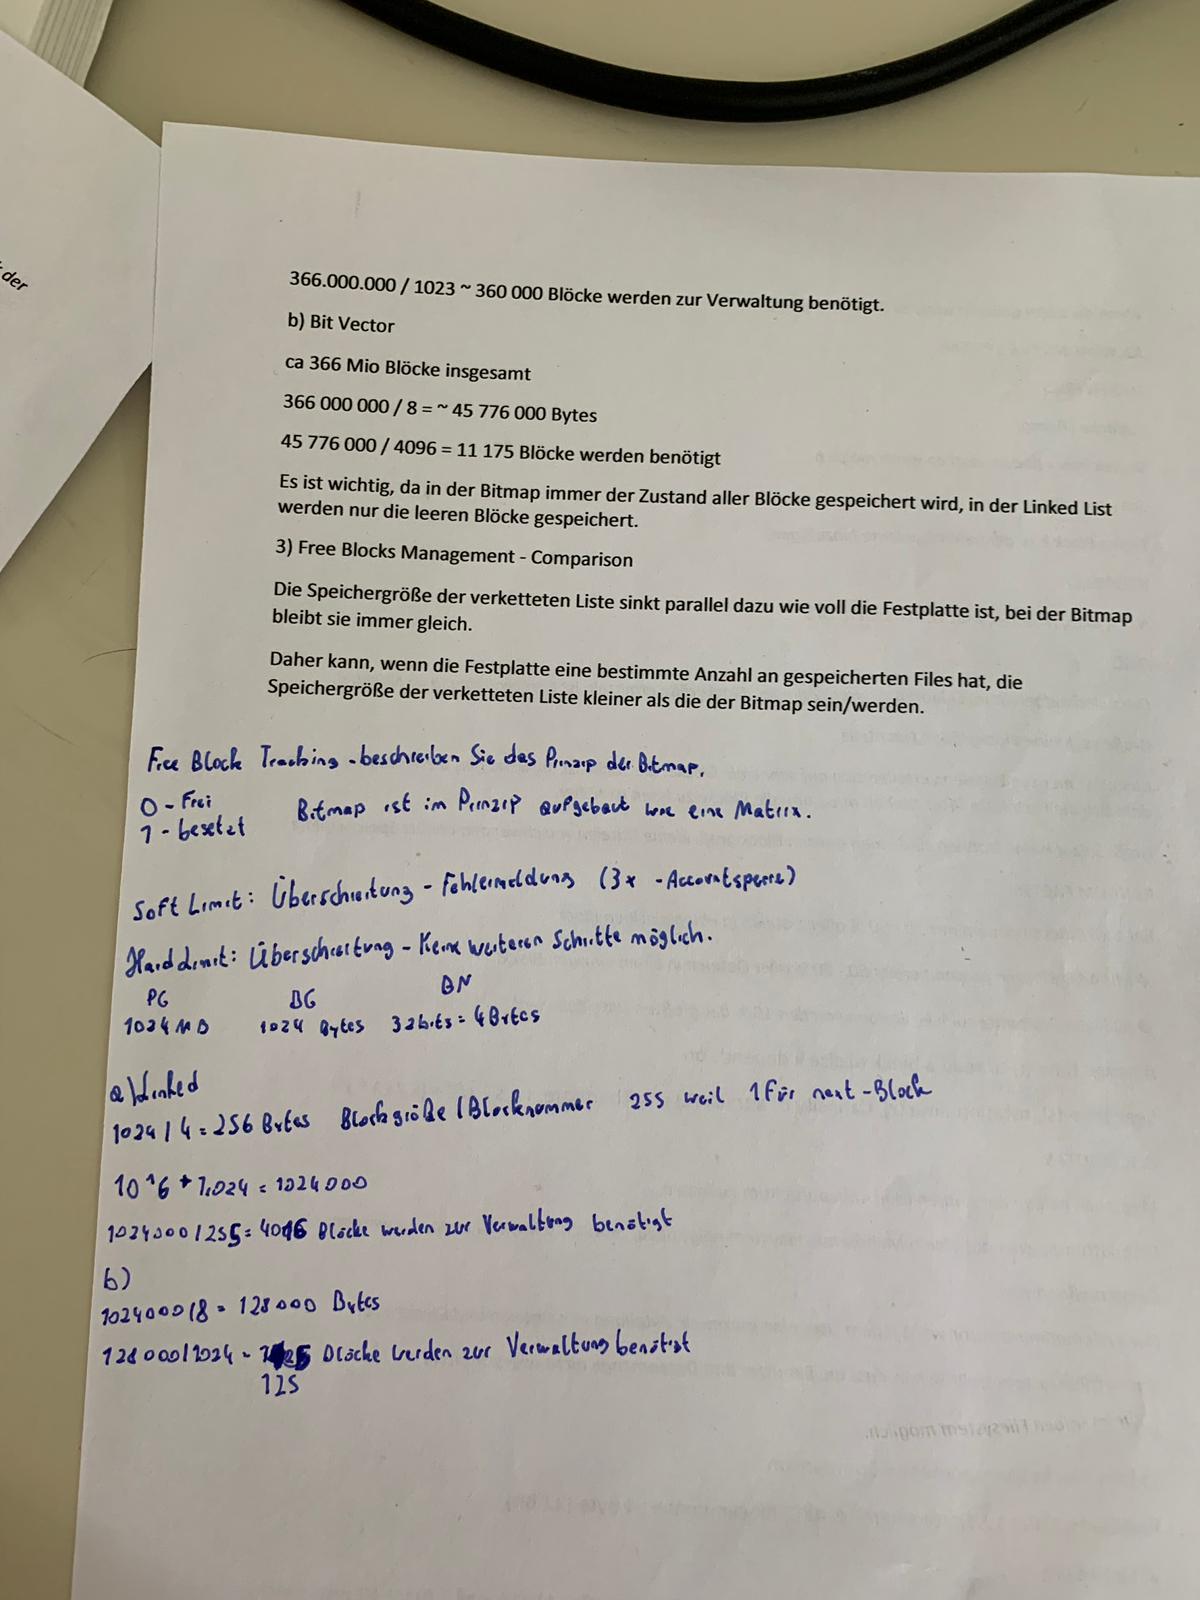 der
366.000.000 / 1023 ~ 360 000 Blöcke werden zur Verwaltung benötigt.
b) Bit Vector
ca 366 Mio Blöcke insgesamt
366 000 000 / 8 = ~ 45 776 000 Bytes
45 776 000 / 4096 = 11 175 Blöcke werden benötigt
Es ist wichtig, da in der Bitmap immer der Zustand aller Blöcke gespeichert wird, in der Linked List
werden nur die leeren Blöcke gespeichert.
3) Free Blocks Management - Comparison
Die Speichergröße der verketteten Liste sinkt parallel dazu wie voll die Festplatte ist, bei der Bitmap
bleibt sie immer gleich.
Daher kann, wenn die Festplatte eine bestimmte Anzahl an gespeicherten Files hat, die
Speichergröße der verketteten Liste kleiner als die der Bitmap sein/werden.
Free Block Tracking - beschreiben Sie das Prinzip der Bitmap.
0 - Frei
Bitmap ist im Prinzip aufgebaut wie eine Matrix.
1 - besetzt
Soft Limit: Überschreitung - Fehlermeldung (3x - Accountsperre)
Hard Limit: Überschreitung - Keine weiteren Schritte möglich.
PG BG BN
1024 MB 1024 Bytes 32bits = 4Bytes
a) Linked
1024 / 4 = 256 Bytes Blockgröße / Blocknummer 255 weil 1 für next - Block
10^6 * 1.024 = 1024000
1024000 / 255 = 4016 Blöcke werden zur Verwaltung benötigt
b)
1024000 / 8 = 128000 Bytes
128000 / 1024 = Blöcke werden zur Verwaltung benötigt
125